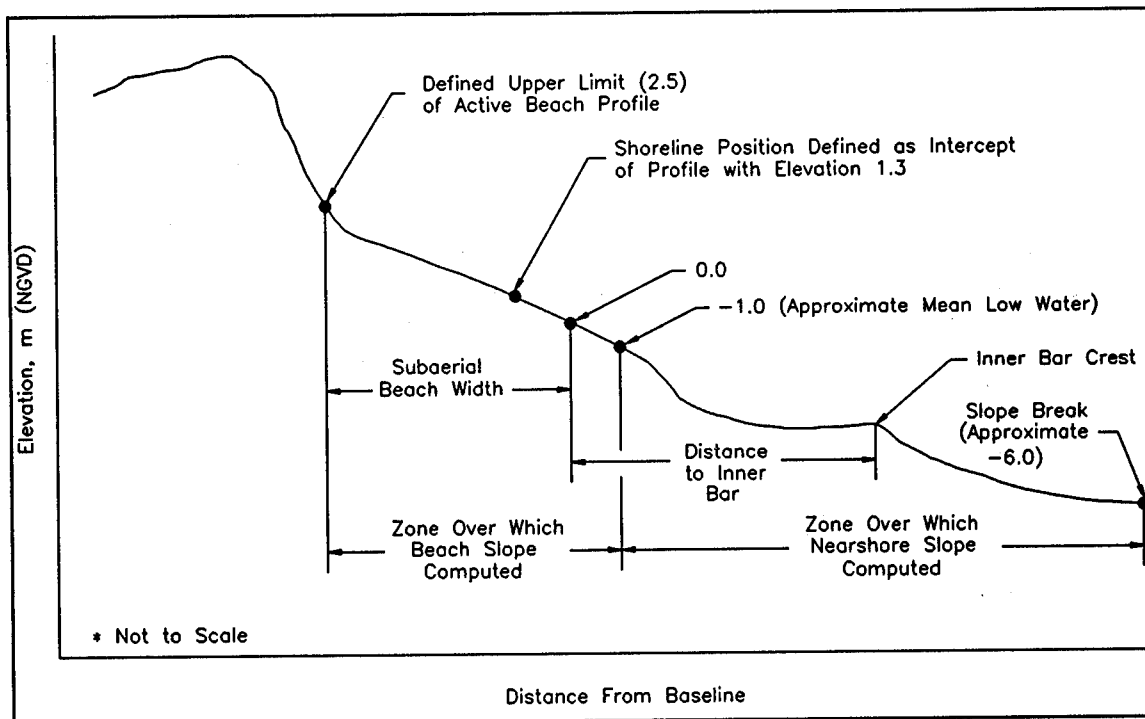 Defined Upper Limit (2.5)
of Active Beach Profile
Shoreline Position Defined as Intercept
of Profile with Elevation 1.3
0.0
-1.0 (Approximate Mean Low Water)
Inner Bar Crest
Subaerial
Beach Width
Slope Break
(Approximate
-6.0)
Distance
to Inner
Bar
Zone Over Which
Beach Slope
Computed
Zone Over Which
Nearshore Slope
Computed
Elevation, m (NGVD)
* Not to Scale
Distance From Baseline